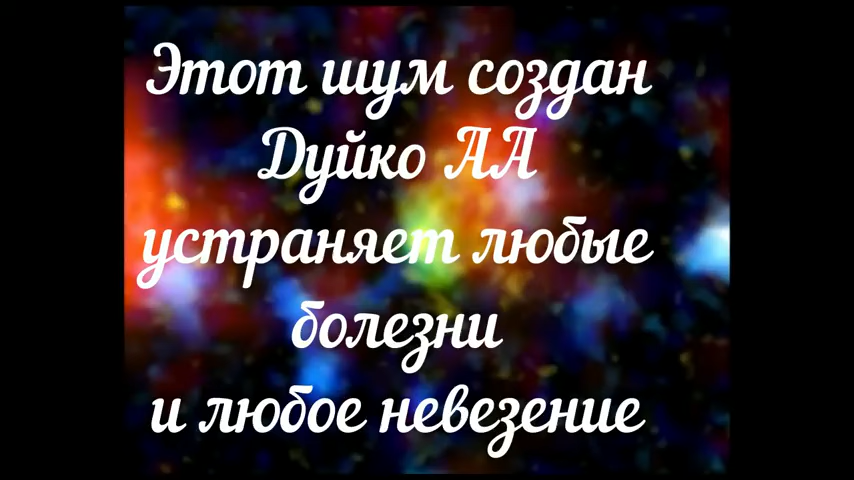 Этот шум создан
Дуйко АА
устраняет любые
болезни
и любое невезение